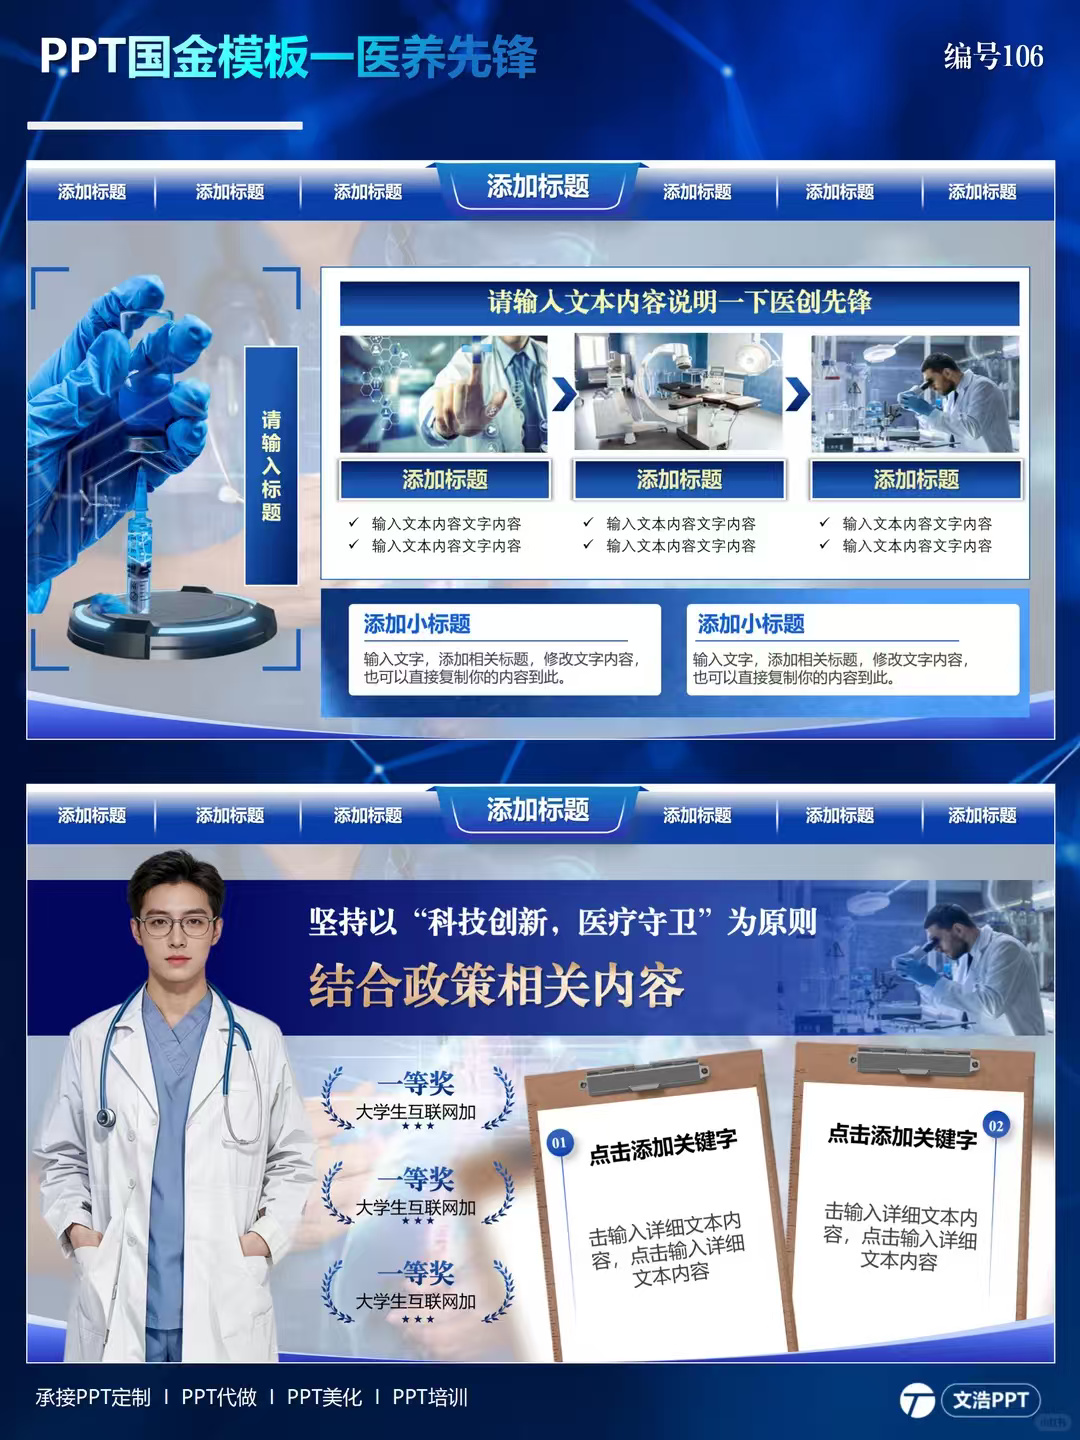 PPT国金模板一医养先锋
编号106
添加标题 添加标题 添加标题 添加标题 添加标题 添加标题 添加标题
请输入标题
请输入文本内容说明一下医创先锋
添加标题 添加标题 添加标题
输入文本内容文字内容 输入文本内容文字内容 输入文本内容文字内容
输入文本内容文字内容 输入文本内容文字内容 输入文本内容文字内容
添加小标题 添加小标题
输入文字，添加相关标题，修改文字内容， 输入文字，添加相关标题，修改文字内容，
也可以直接复制你的内容到此。 也可以直接复制你的内容到此。
添加标题 添加标题 添加标题 添加标题 添加标题 添加标题 添加标题
坚持以“科技创新，医疗守卫”为原则
结合政策相关内容
一等奖
大学生互联网加
一等奖
大学生互联网加
一等奖
大学生互联网加
01
点击添加关键字
击输入详细文本内
容，点击输入详细
文本内容
02
点击添加关键字
击输入详细文本内
容，点击输入详细
文本内容
承接PPT定制 I PPT代做 I PPT美化 I PPT培训
文浩PPT
小红书